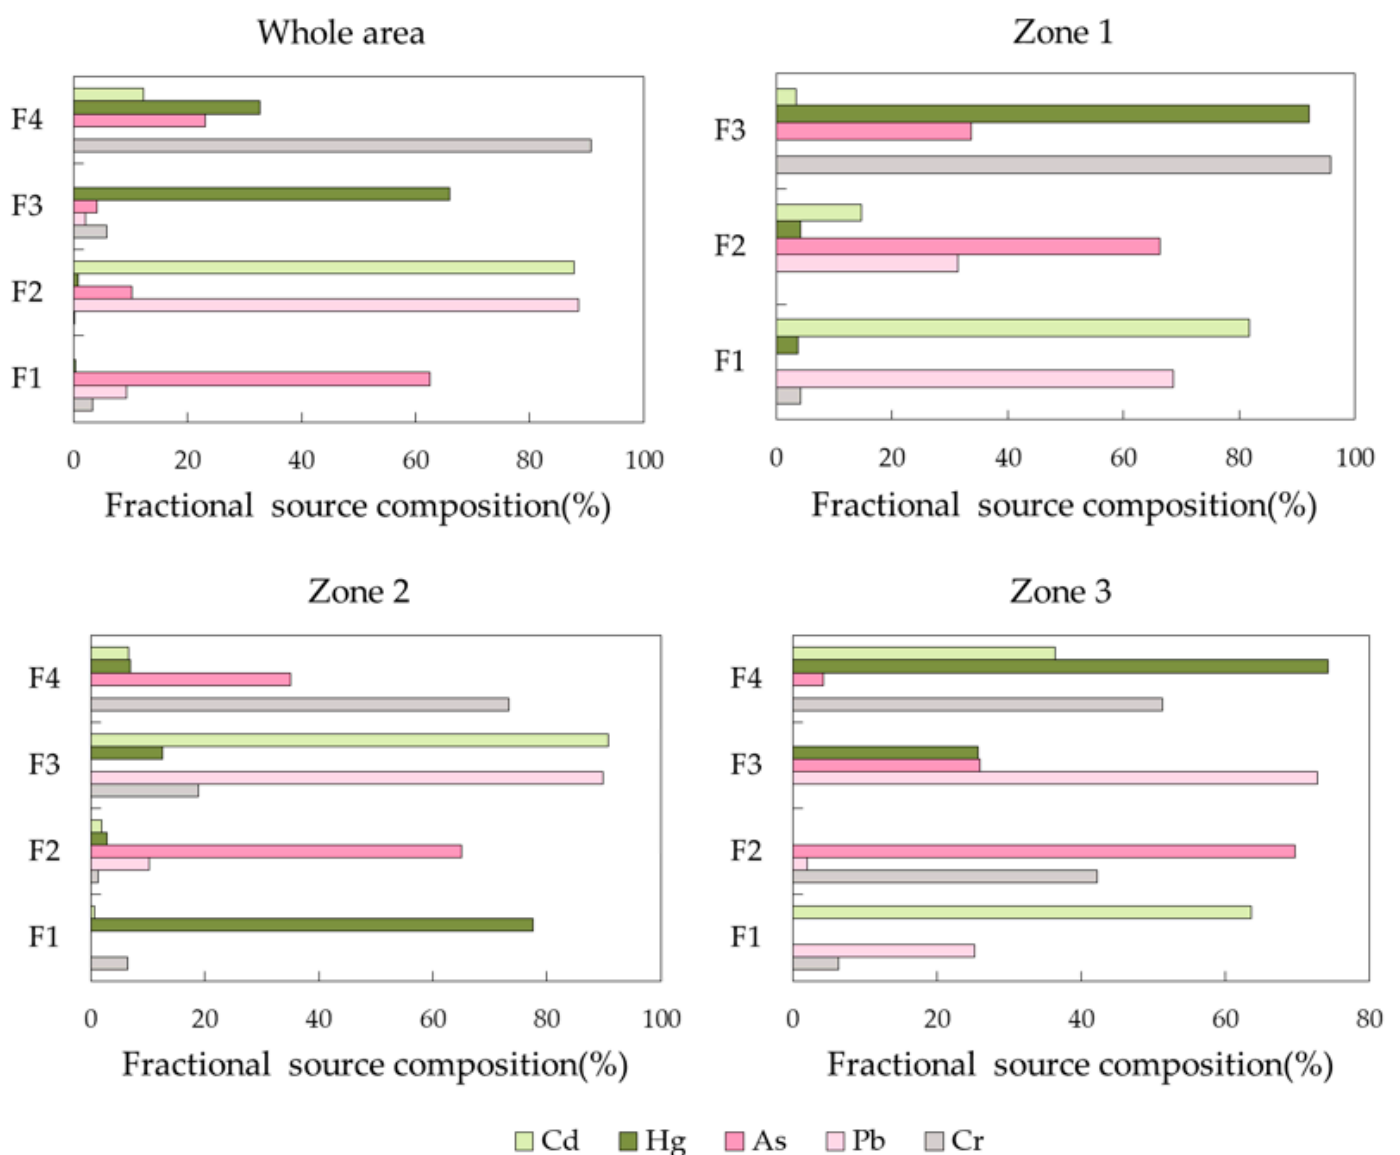 Whole area
F4
F3
F2
F1
0 20 40 60 80 100
Fractional source composition(%)
Zone 1
F3
F2
F1
0 20 40 60 80 100
Fractional source composition(%)
Zone 2
F4
F3
F2
F1
0 20 40 60 80 100
Fractional source composition(%)
Zone 3
F4
F3
F2
F1
0 20 40 60 80
Fractional source composition(%)
Cd Hg As Pb Cr